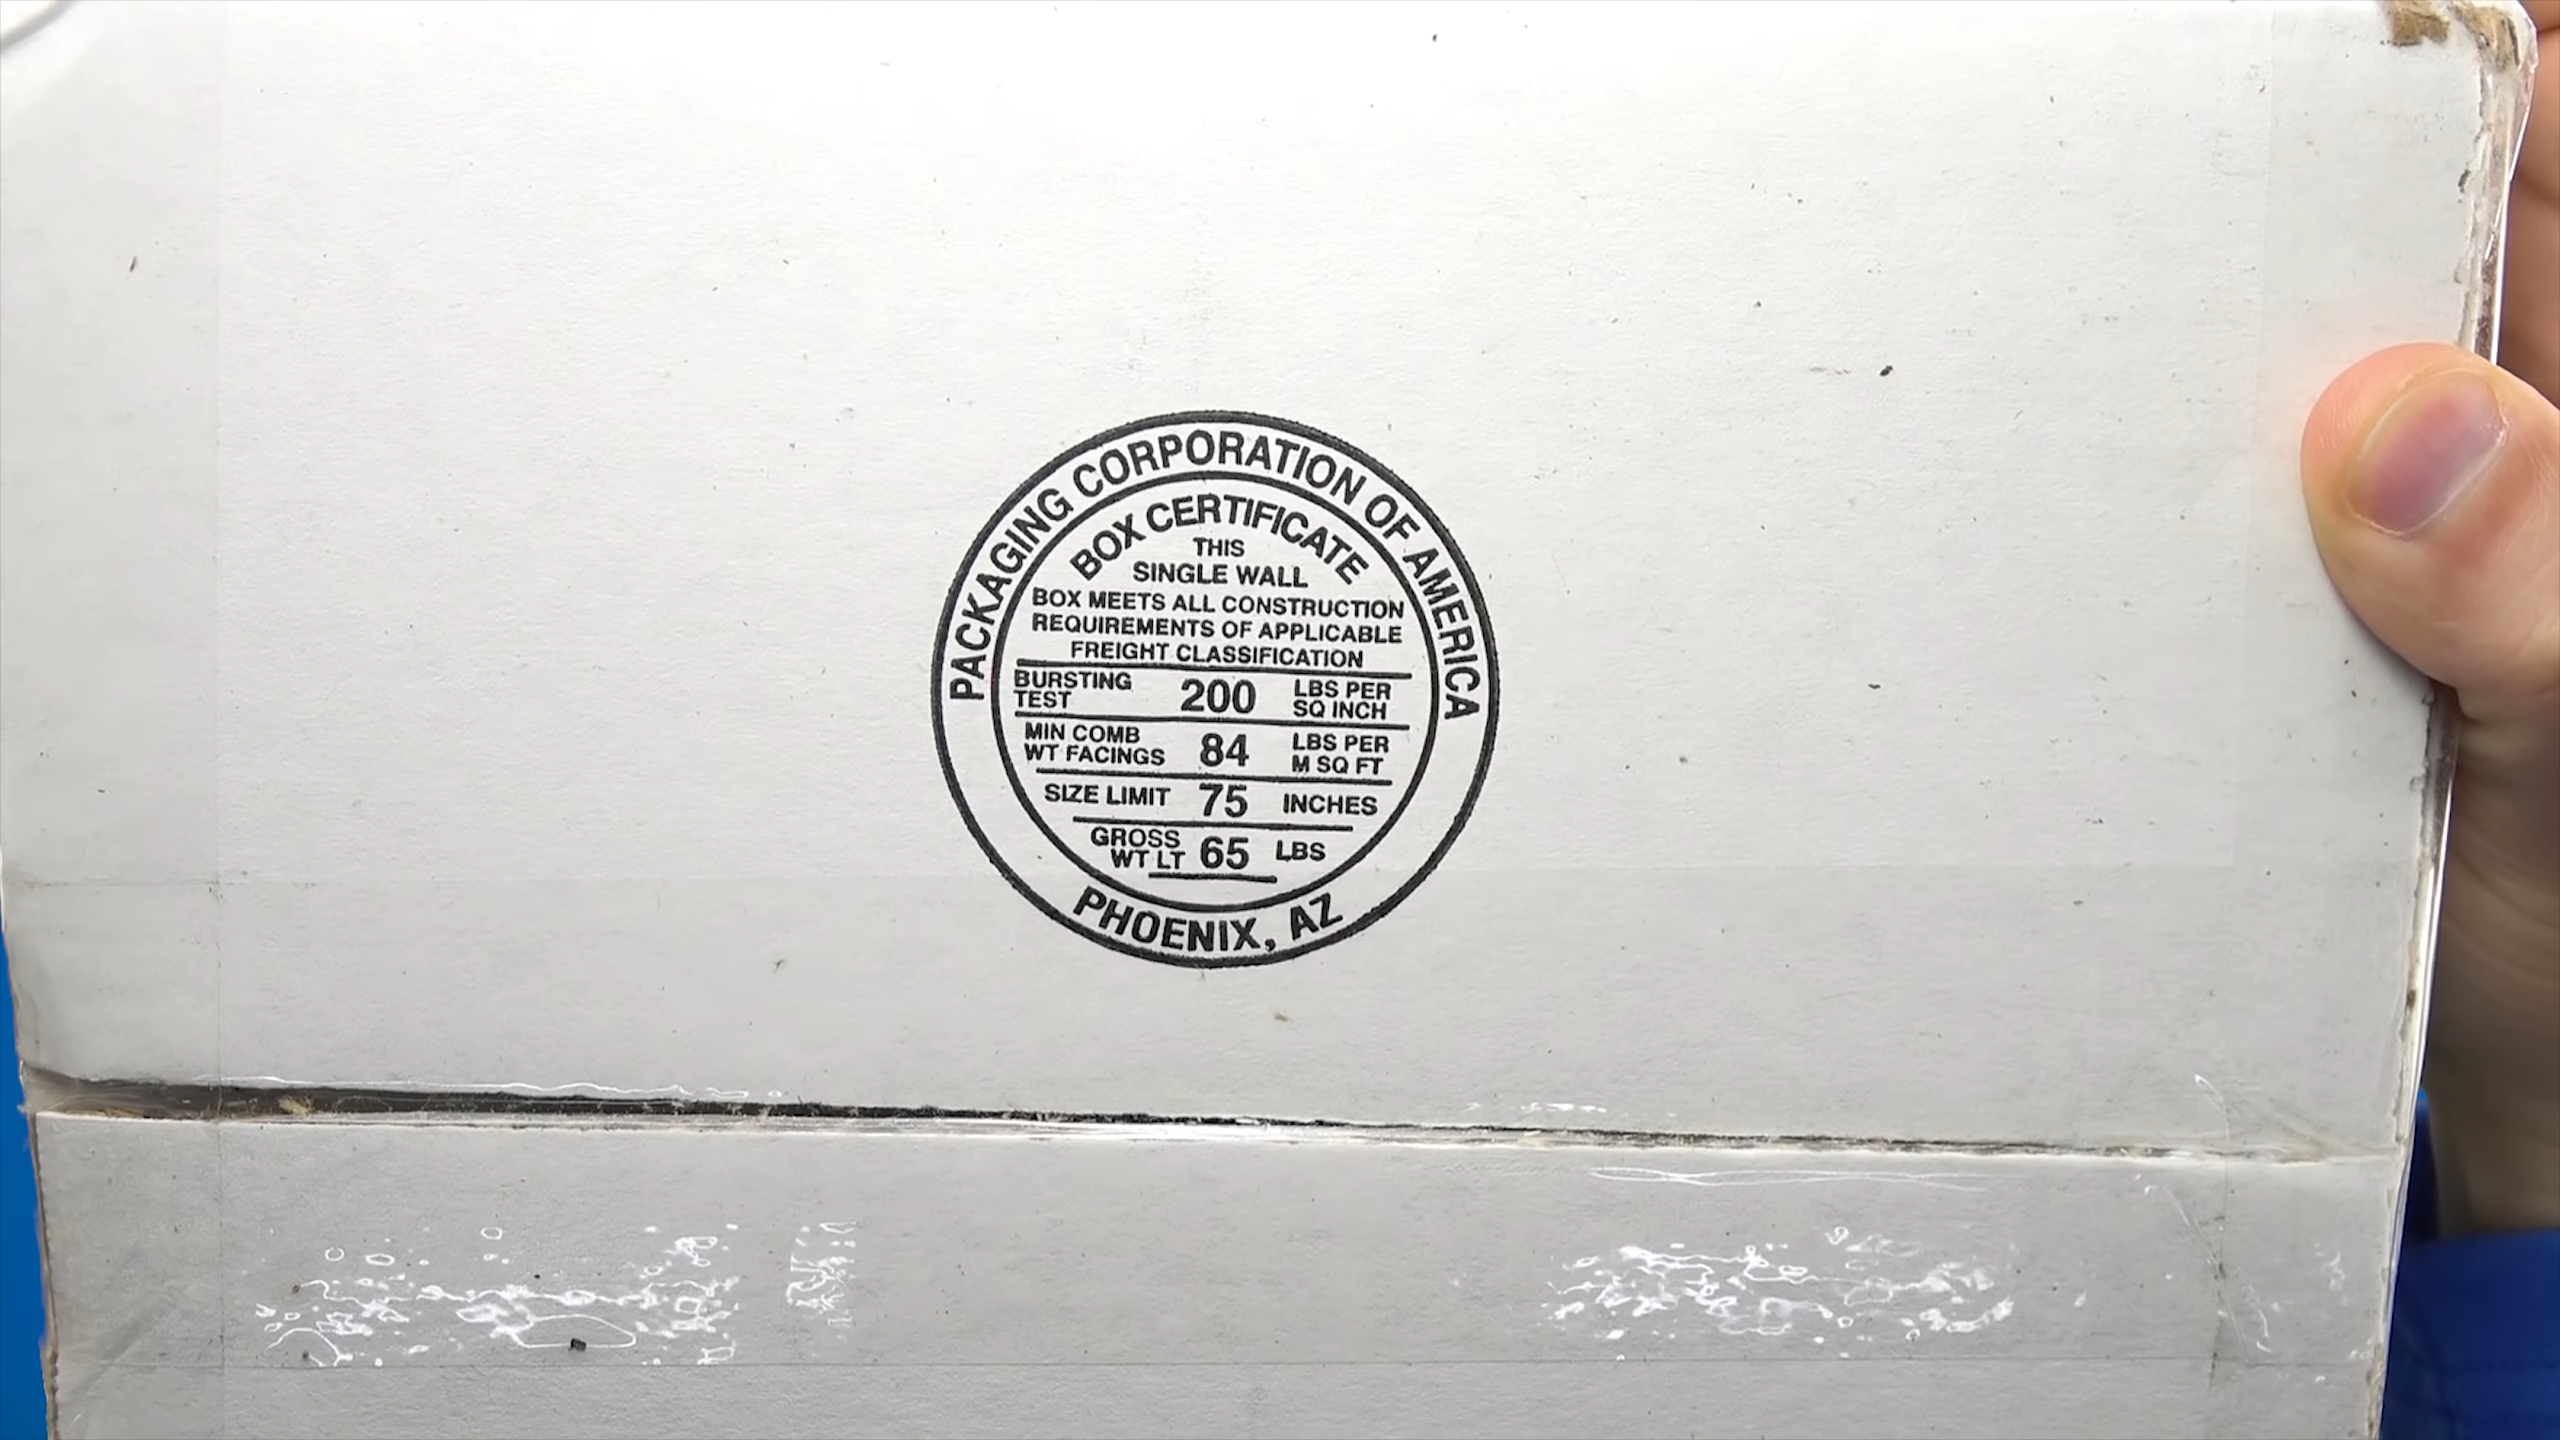 PACKAGING CORPORATION OF AMERICA
BOX CERTIFICATE
THIS
SINGLE WALL
BOX MEETS ALL CONSTRUCTION
REQUIREMENTS OF APPLICABLE
FREIGHT CLASSIFICATION
BURSTING TEST 200 LBS PER SQ INCH
MIN COMB WT FACINGS 84 LBS PER M SQ FT
SIZE LIMIT 75 INCHES
GROSS WT LT 65 LBS
PHOENIX, AZ